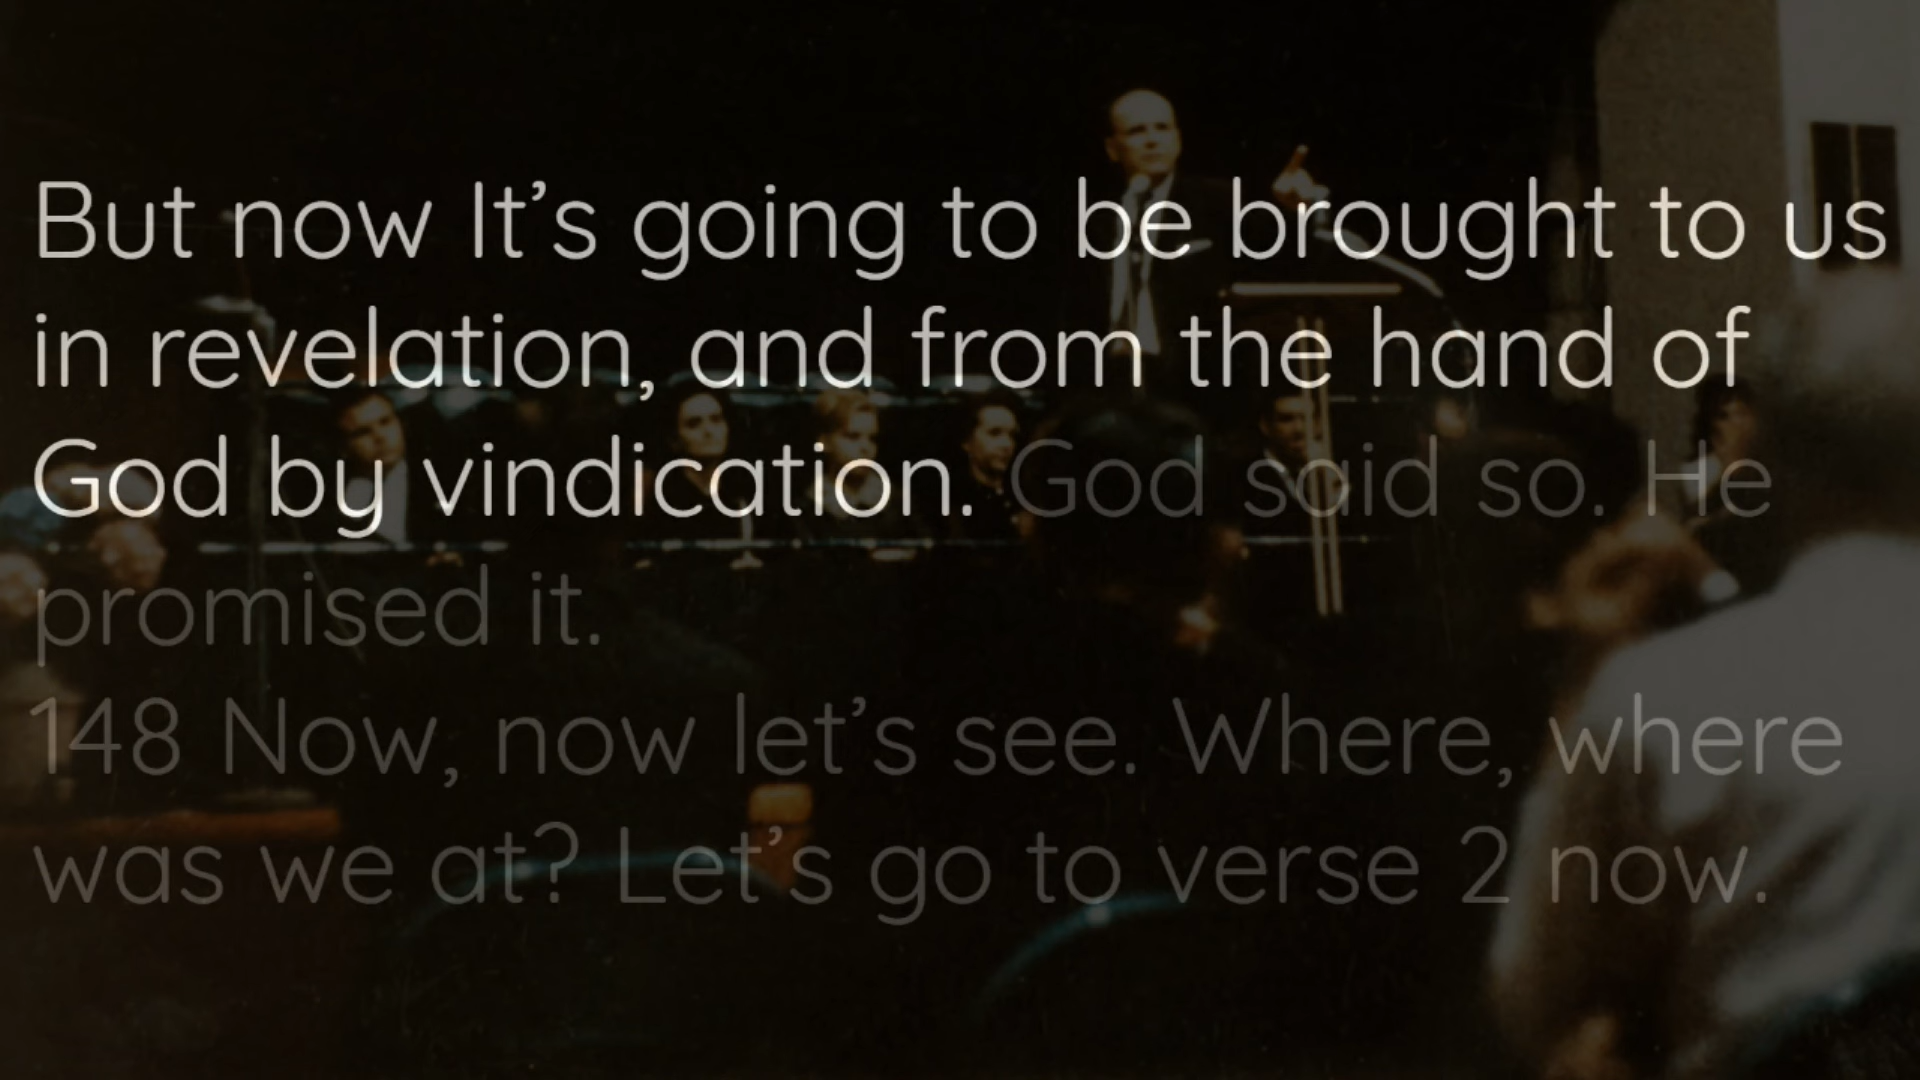 But now It’s going to be brought to us
in revelation, and from the hand of
God by vindication. God said so. He
promised it.
148 Now, now let’s see. Where, where
was we at? Let’s go to verse 2 now.